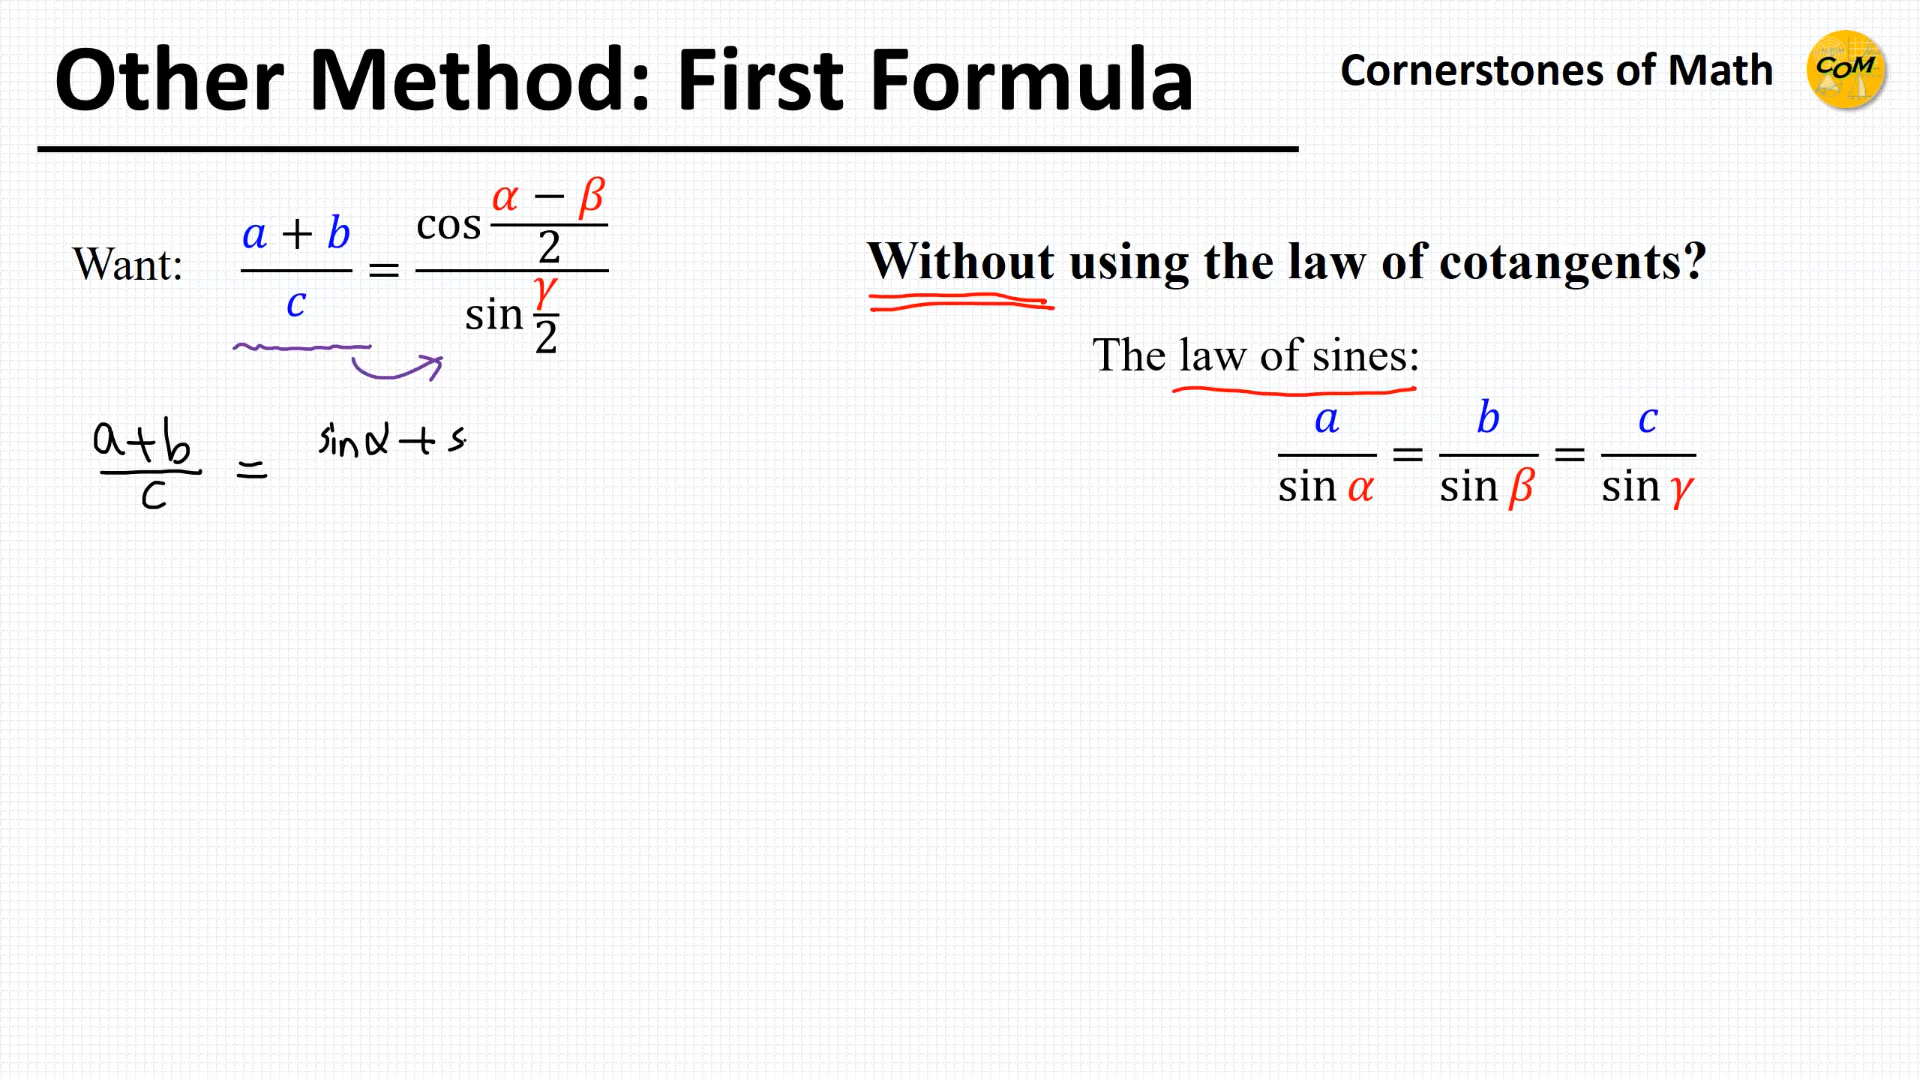 Other Method: First Formula
Cornerstones of Math
COM
Want: (a + b)/c = (cos (α − β)/2)/(sin γ/2)
Without using the law of cotangents?
The law of sines:
a/sin α = b/sin β = c/sin γ
(a+b)/c = sin α + s